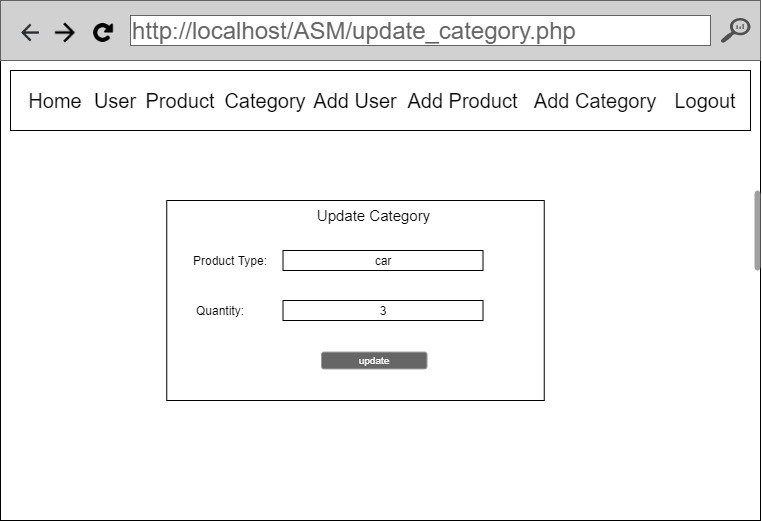 http://localhost/ASM/update_category.php
Home User Product Category Add User Add Product Add Category Logout
Update Category
Product Type: car
Quantity: 3
update